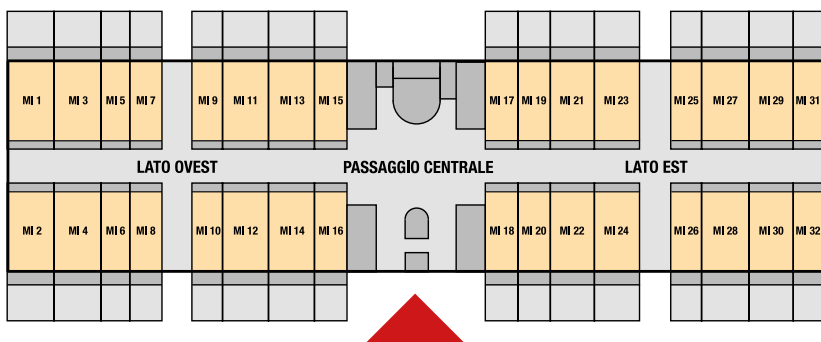 MI 1 MI 3 MI 5 MI 7 MI 9 MI 11 MI 13 MI 15 MI 17 MI 19 MI 21 MI 23 MI 25 MI 27 MI 29 MI 31
LATO OVEST PASSAGGIO CENTRALE LATO EST
MI 2 MI 4 MI 6 MI 8 MI 10 MI 12 MI 14 MI 16 MI 18 MI 20 MI 22 MI 24 MI 26 MI 28 MI 30 MI 32